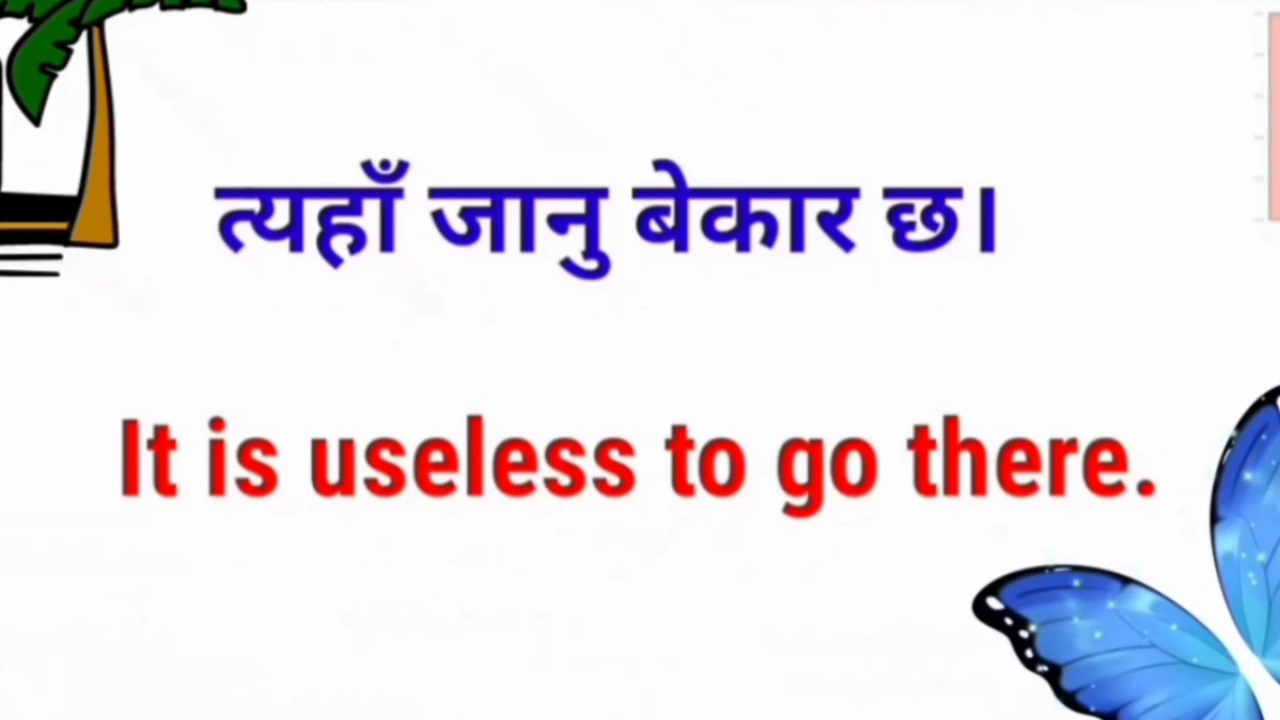 त्यहाँ जानु बेकार छ।
It is useless to go there.